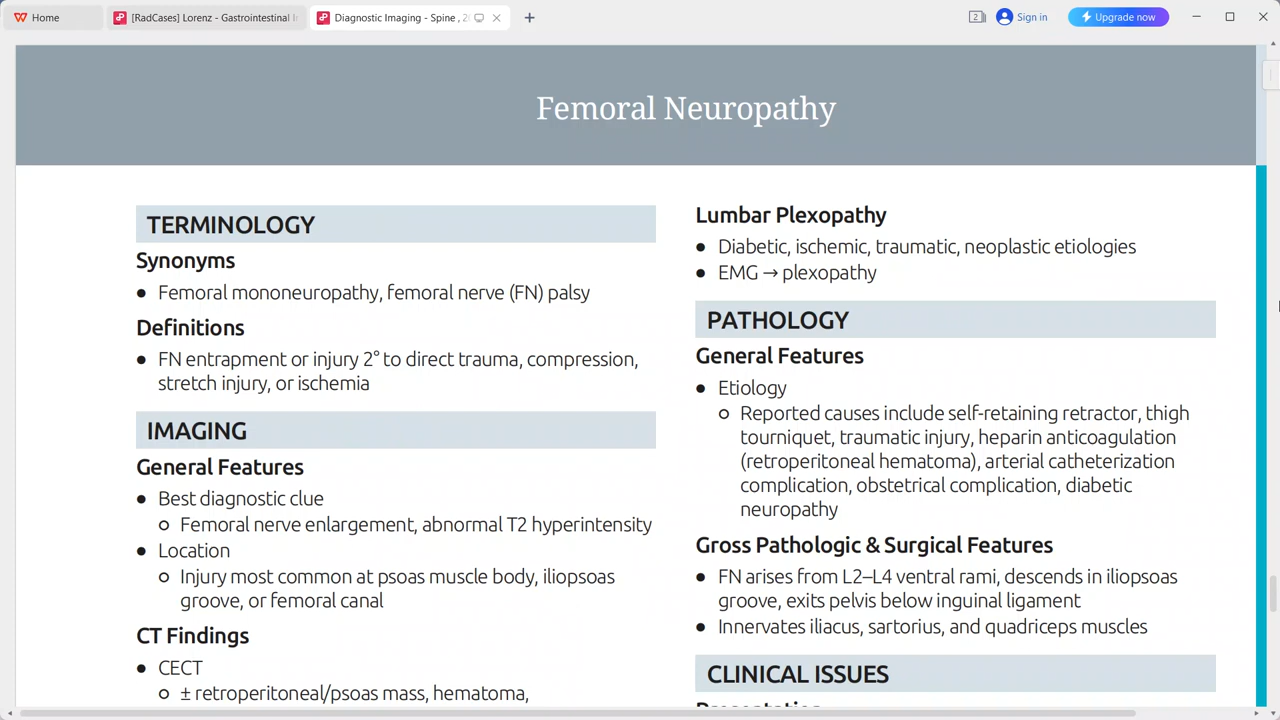 Home
[RadCases] Lorenz - Gastrointestinal I
Diagnostic Imaging - Spine , 2
2
Sign in
Upgrade now
Femoral Neuropathy
TERMINOLOGY
Synonyms
● Femoral mononeuropathy, femoral nerve (FN) palsy
Definitions
● FN entrapment or injury 2° to direct trauma, compression,
stretch injury, or ischemia
IMAGING
General Features
● Best diagnostic clue
○ Femoral nerve enlargement, abnormal T2 hyperintensity
● Location
○ Injury most common at psoas muscle body, iliopsoas
groove, or femoral canal
CT Findings
● CECT
○ ± retroperitoneal/psoas mass, hematoma,
Lumbar Plexopathy
● Diabetic, ischemic, traumatic, neoplastic etiologies
● EMG → plexopathy
PATHOLOGY
General Features
● Etiology
○ Reported causes include self-retaining retractor, thigh
tourniquet, traumatic injury, heparin anticoagulation
(retroperitoneal hematoma), arterial catheterization
complication, obstetrical complication, diabetic
neuropathy
Gross Pathologic & Surgical Features
● FN arises from L2–L4 ventral rami, descends in iliopsoas
groove, exits pelvis below inguinal ligament
● Innervates iliacus, sartorius, and quadriceps muscles
CLINICAL ISSUES